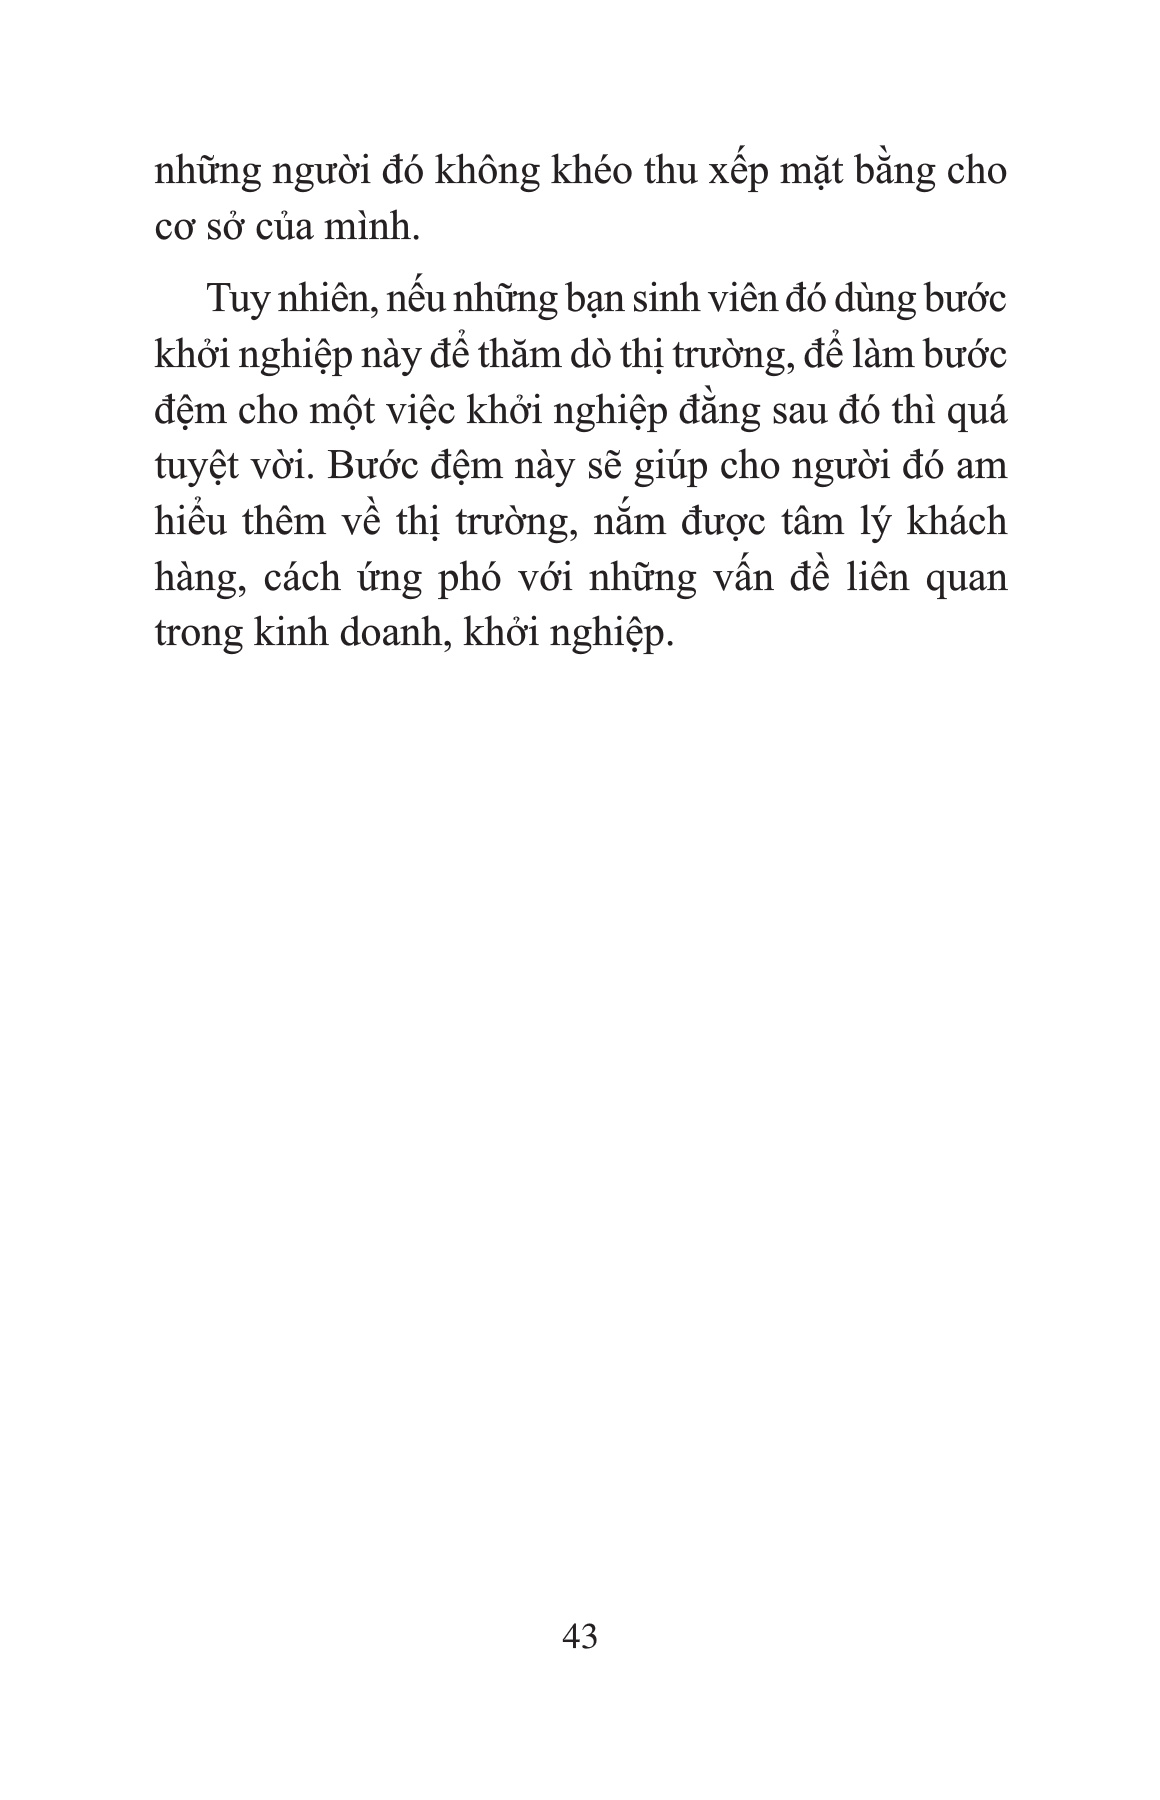 những người đó không khéo thu xếp mặt bằng cho
cơ sở của mình.
Tuy nhiên, nếu những bạn sinh viên đó dùng bước
khởi nghiệp này để thăm dò thị trường, để làm bước
đệm cho một việc khởi nghiệp đằng sau đó thì quá
tuyệt vời. Bước đệm này sẽ giúp cho người đó am
hiểu thêm về thị trường, nắm được tâm lý khách
hàng, cách ứng phó với những vấn đề liên quan
trong kinh doanh, khởi nghiệp.
43